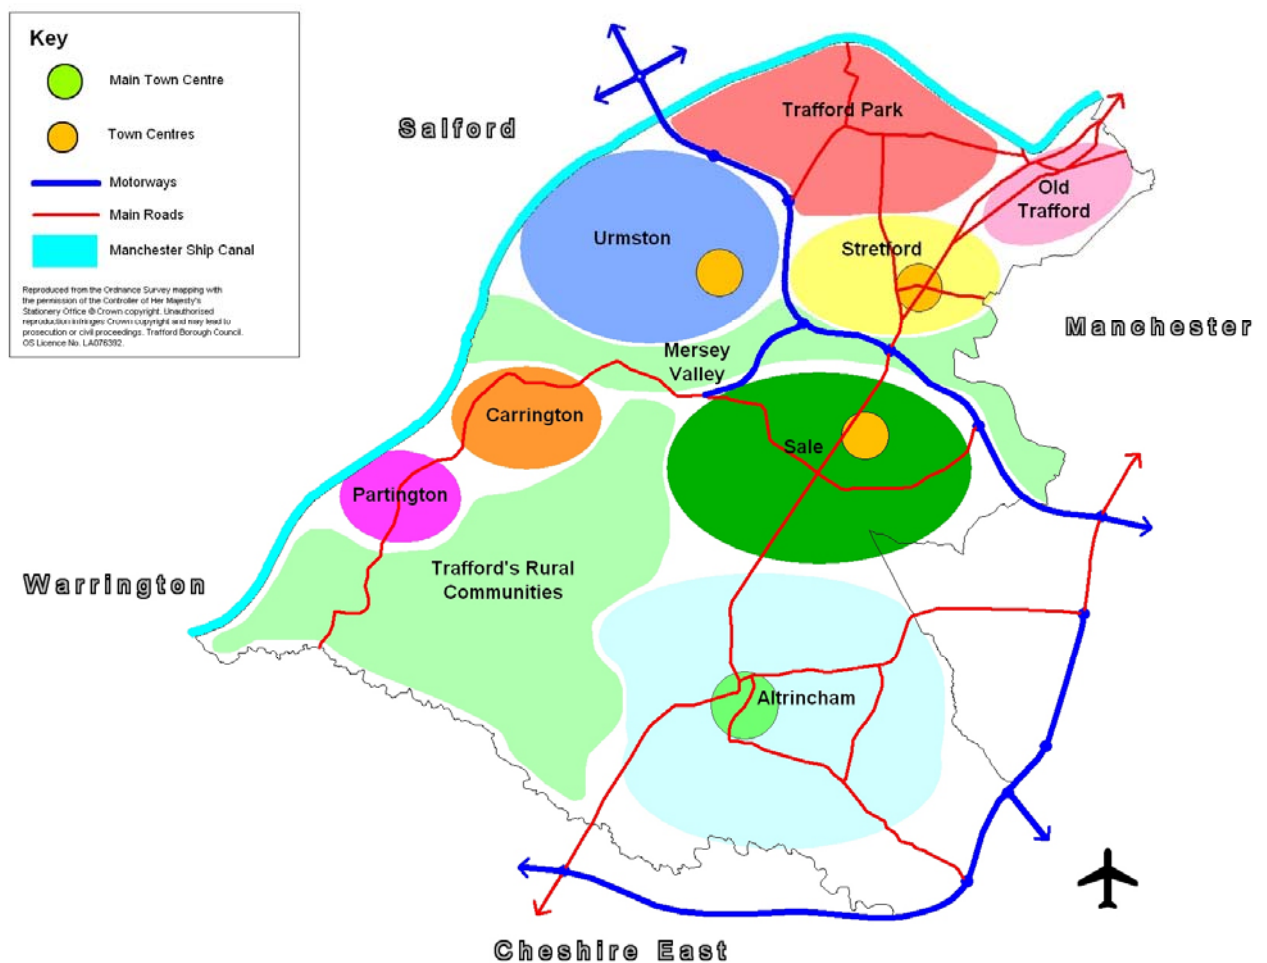 Key
Main Town Centre
Town Centres
Motorways
Main Roads
Manchester Ship Canal
Reproduced from the Ordnance Survey mapping with
the permission of the Controller of Her Majesty's
Stationery Office @ Crown copyright. Unauthorised
reproduction infringes Crown copyright and may lead to
prosecution or civil proceedings. Trafford Borough Council.
OS Licence No. LA076392.
Salford
Trafford Park
Old
Trafford
Urmston
Stretford
Manchester
Mersey
Valley
Carrington
Sale
Partington
Trafford's Rural
Communities
Warrington
Altrincham
Cheshire East